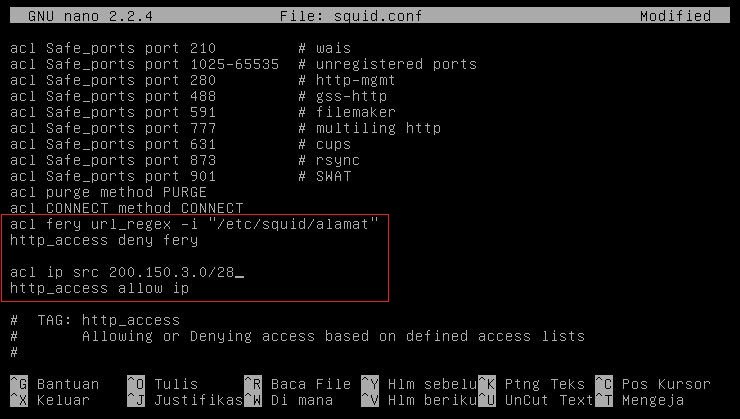 GNU nano 2.2.4 File: squid.conf Modified
acl Safe_ports port 210 # wais
acl Safe_ports port 1025-65535 # unregistered ports
acl Safe_ports port 280 # http-mgmt
acl Safe_ports port 488 # gss-http
acl Safe_ports port 591 # filemaker
acl Safe_ports port 777 # multiling http
acl Safe_ports port 631 # cups
acl Safe_ports port 873 # rsync
acl Safe_ports port 901 # SWAT
acl purge method PURGE
acl CONNECT method CONNECT
acl fery url_regex -i "/etc/squid/alamat"
http_access deny fery
acl ip src 200.150.3.0/28_
http_access allow ip
# TAG: http_access
# Allowing or Denying access based on defined access lists
#
^G Bantuan ^O Tulis ^R Baca File ^Y Hlm sebelu^K Ptng Teks ^C Pos Kursor
^X Keluar ^J Justifikas^W Di mana ^V Hlm beriku^U UnCut Text^T Mengeja